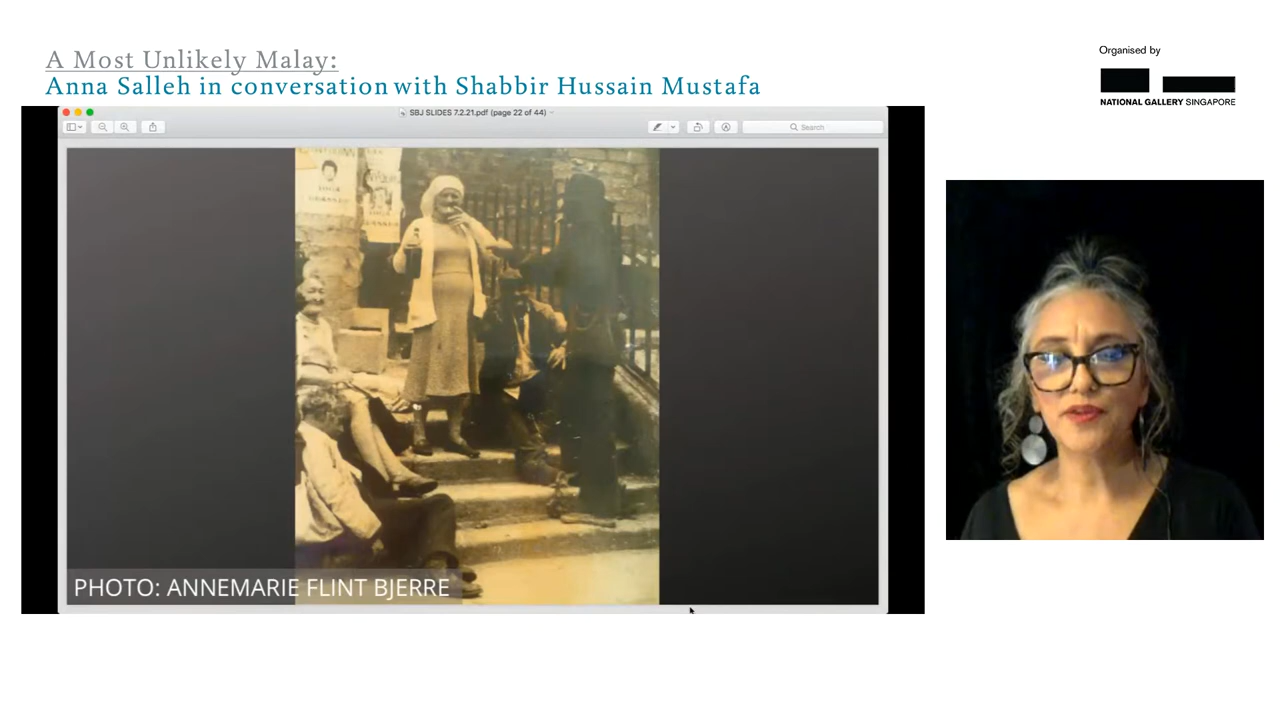 A Most Unlikely Malay:
Anna Salleh in conversation with Shabbir Hussain Mustafa
Organised by
NATIONAL GALLERY SINGAPORE
SBJ SLIDES 7.2.21.pdf (page 22 of 44)
Search
PHOTO: ANNEMARIE FLINT BJERRE